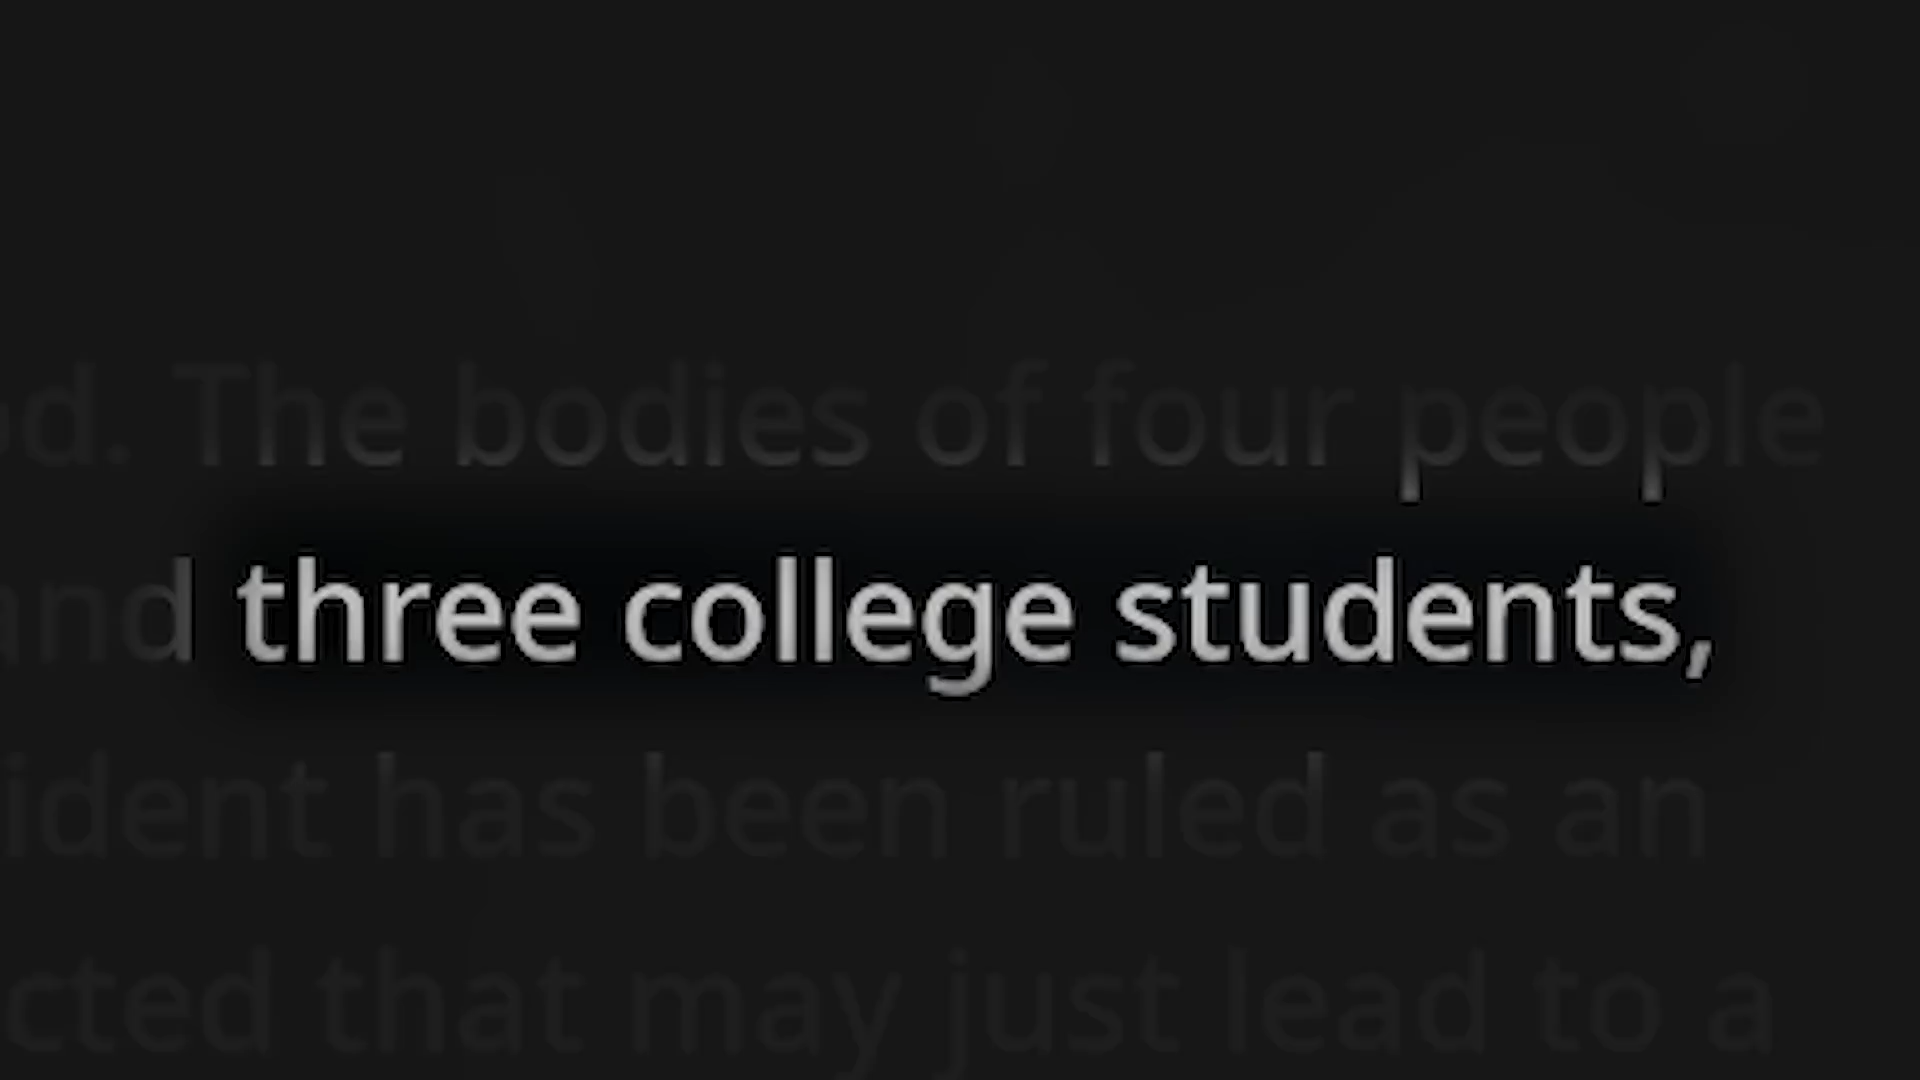 od. The bodies of four people
and three college students,
ident has been ruled as an
cted that may just lead to a